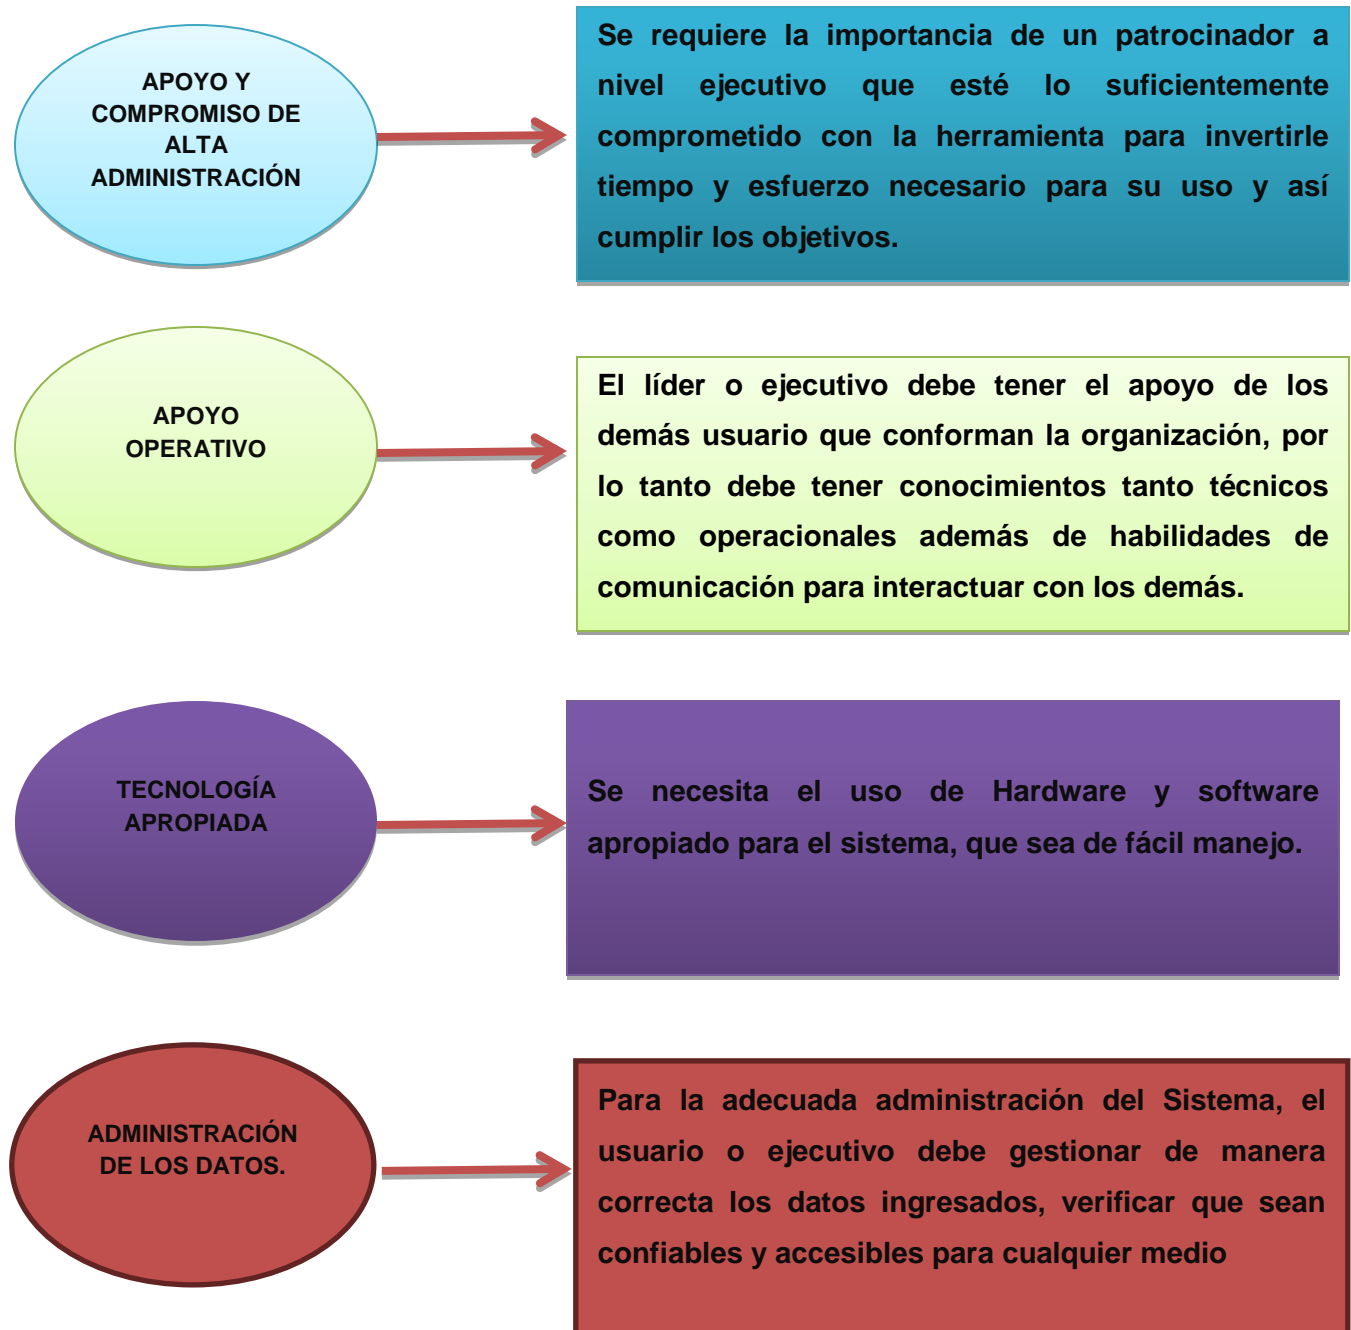 APOYO Y
COMPROMISO DE
ALTA
ADMINISTRACIÓN
Se requiere la importancia de un patrocinador a
nivel ejecutivo que esté lo suficientemente
comprometido con la herramienta para invertirle
tiempo y esfuerzo necesario para su uso y así
cumplir los objetivos.
APOYO
OPERATIVO
El líder o ejecutivo debe tener el apoyo de los
demás usuario que conforman la organización, por
lo tanto debe tener conocimientos tanto técnicos
como operacionales además de habilidades de
comunicación para interactuar con los demás.
TECNOLOGÍA
APROPIADA
Se necesita el uso de Hardware y software
apropiado para el sistema, que sea de fácil manejo.
ADMINISTRACIÓN
DE LOS DATOS.
Para la adecuada administración del Sistema, el
usuario o ejecutivo debe gestionar de manera
correcta los datos ingresados, verificar que sean
confiables y accesibles para cualquier medio